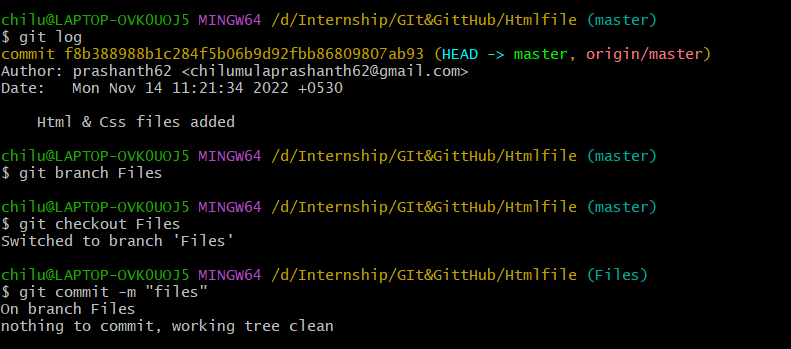 chilu@LAPTOP-OVK0UOJ5 MINGW64 /d/Internship/GIt&GittHub/Htmlfile (master)
$ git log
commit f8b388988b1c284f5b06b9d92fbb86809807ab93 (HEAD -> master, origin/master)
Author: prashanth62 <chilumulaprashanth62@gmail.com>
Date:   Mon Nov 14 11:21:34 2022 +0530
    Html & Css files added
chilu@LAPTOP-OVK0UOJ5 MINGW64 /d/Internship/GIt&GittHub/Htmlfile (master)
$ git branch Files
chilu@LAPTOP-OVK0UOJ5 MINGW64 /d/Internship/GIt&GittHub/Htmlfile (master)
$ git checkout Files
Switched to branch 'Files'
chilu@LAPTOP-OVK0UOJ5 MINGW64 /d/Internship/GIt&GittHub/Htmlfile (Files)
$ git commit -m "files"
On branch Files
nothing to commit, working tree clean